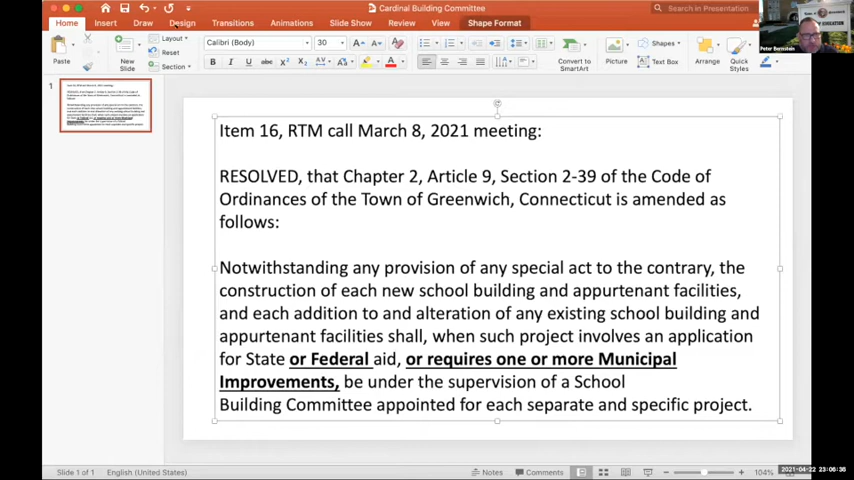 Cardinal Building Committee
Search in Presentation
Home Insert Draw Design Transitions Animations Slide Show Review View Shape Format
Paste
New Slide
Layout
Reset
Section
Calibri (Body)
30
Convert to SmartArt
Picture
Shapes
Text Box
Arrange
Quick Styles
Peter Bernstein
1
Item 16, RTM call March 8, 2021 meeting:
RESOLVED, that Chapter 2, Article 9, Section 2-39 of the Code of
Ordinances of the Town of Greenwich, Connecticut is amended as
follows:
Notwithstanding any provision of any special act to the contrary, the
construction of each new school building and appurtenant facilities,
and each addition to and alteration of any existing school building and
appurtenant facilities shall, when such project involves an application
for State or Federal aid, or requires one or more Municipal
Improvements, be under the supervision of a School
Building Committee appointed for each separate and specific project.
Slide 1 of 1 English (United States) Notes Comments 104%
2021-04-22 23:06:38